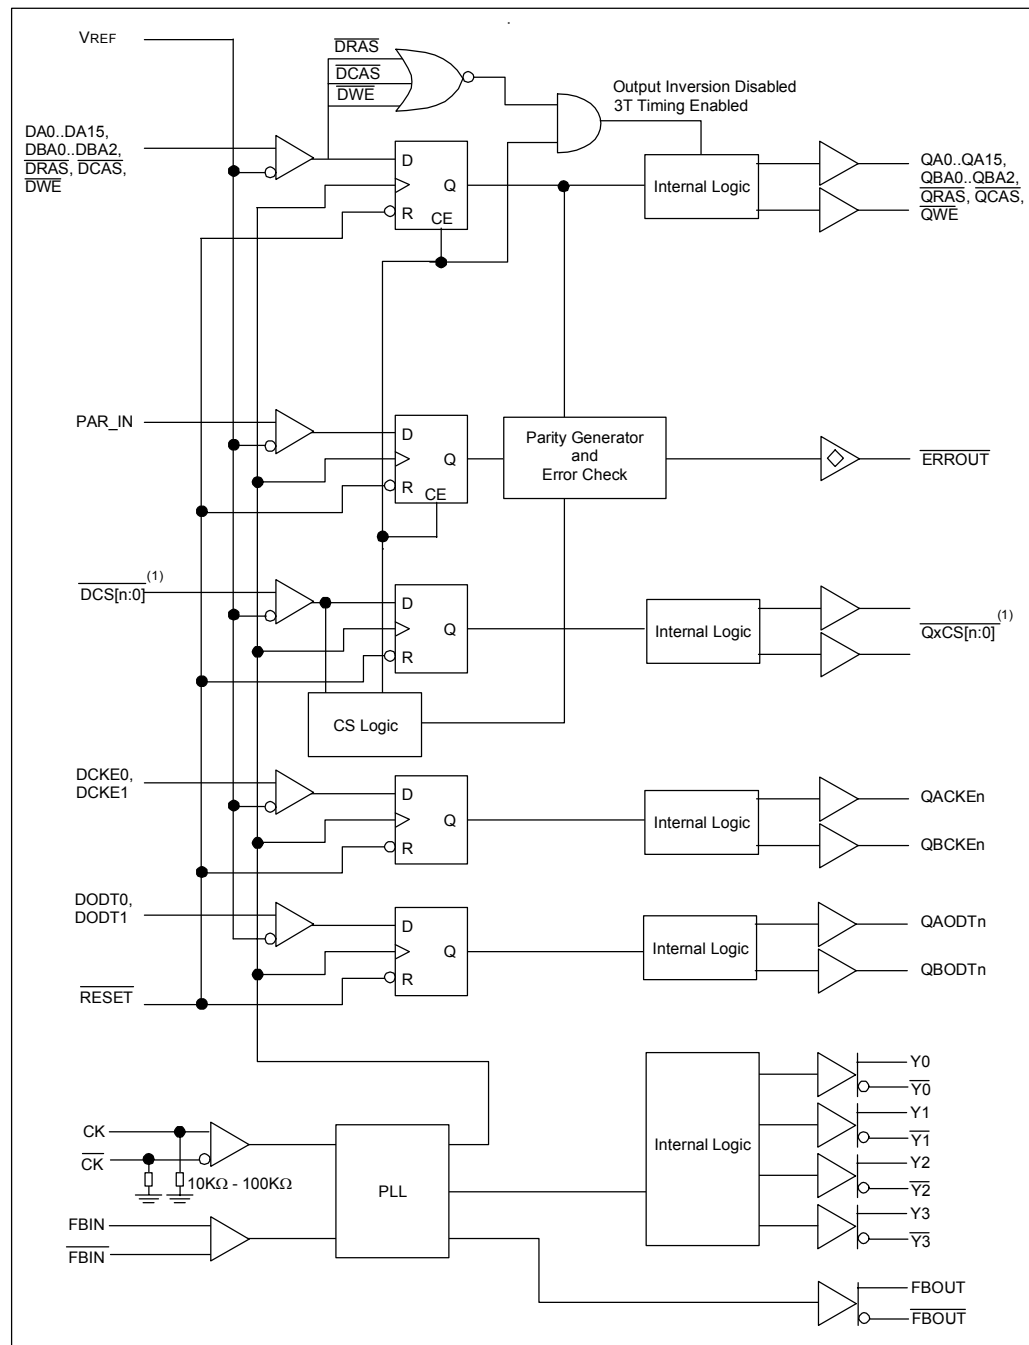 VREF
DRAS
DCAS
DWE
Output Inversion Disabled
3T Timing Enabled
DA0..DA15,
DBA0..DBA2,
DRAS, DCAS,
DWE
D
Q
R
CE
Internal Logic
QA0..QA15,
QBA0..QBA2,
QRAS, QCAS,
QWE
PAR_IN
D
Q
R
CE
Parity Generator
and
Error Check
ERROUT
DCS[n:0](1)
D
Q
R
Internal Logic
QxCS[n:0](1)
CS Logic
DCKE0,
DCKE1
D
Q
R
Internal Logic
QACKEn
QBCKEn
DODT0,
DODT1
D
Q
R
Internal Logic
QAODTn
QBODTn
RESET
CK
CK
10KΩ - 100KΩ
FBIN
FBIN
PLL
Internal Logic
Y0
Y0
Y1
Y1
Y2
Y2
Y3
Y3
FBOUT
FBOUT